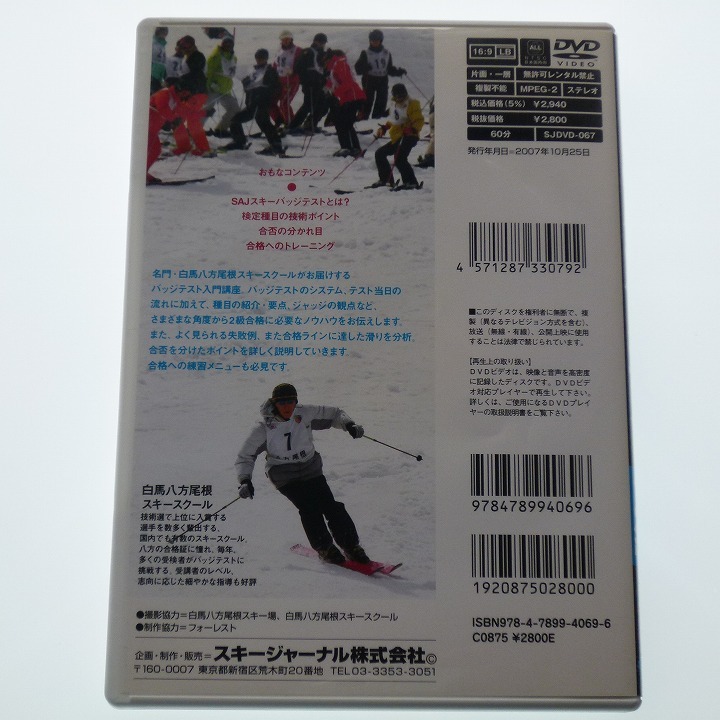 おもなコンテンツ
●
SAJスキーバッジテストとは?
検定種目の技術ポイント
合否の分かれ目
合格へのトレーニング
名門・白馬八方尾根スキースクールがお届けする
バッジテスト入門講座。バッジテストのシステム、テスト当日の
流れに加えて、種目の紹介・要点、ジャッジの観点など、
さまざまな角度から2級合格に必要なノウハウをお伝えします。
また、よく見られる失敗例、また合格ラインに達した滑りを分析、
合否を分けたポイントを詳しく説明していきます。
合格への練習メニューも必見です。
7
八方尾根
白馬八方尾根
スキースクール
技術選で上位に入賞する
選手を数多く輩出する、
国内でも有数のスキースクール。
八方の合格証に憧れ、毎年、
多くの受検者がバッジテストに
挑戦する。受講者のレベル、
志向に応じた細やかな指導も好評
●撮影協力=白馬八方尾根スキー場、白馬八方尾根スキースクール
●制作協力=フォーレスト
企画・制作・販売=スキージャーナル株式会社©
〒160-0007 東京都新宿区荒木町20番地 TEL03-3353-3051
16:9 LB
ALL
DVD
VIDEO
片面・一層 無許可レンタル禁止
複製不能 MPEG-2 ステレオ
税込価格(5%) ¥2,940
税抜価格 ¥2,800
60分 SJDVD-067
発行年月日=2007年10月25日
4 571287 330792
■このディスクを権利者に無断で、複
製(異なるテレビジョン方式を含む)、
放送(無線・有線)、公開上映に使用
することは法律で禁じられています。
【再生上の取り扱い】
DVDビデオは、映像と音声を高密度
に記録したディスクです。DVDビデ
オ対応プレイヤーで再生して下さい。
詳しくは、ご使用になるDVDプレイ
ヤーの取扱説明書をご覧下さい。
9784789940696
1920875028000
ISBN978-4-7899-4069-6
C0875 ¥2800E